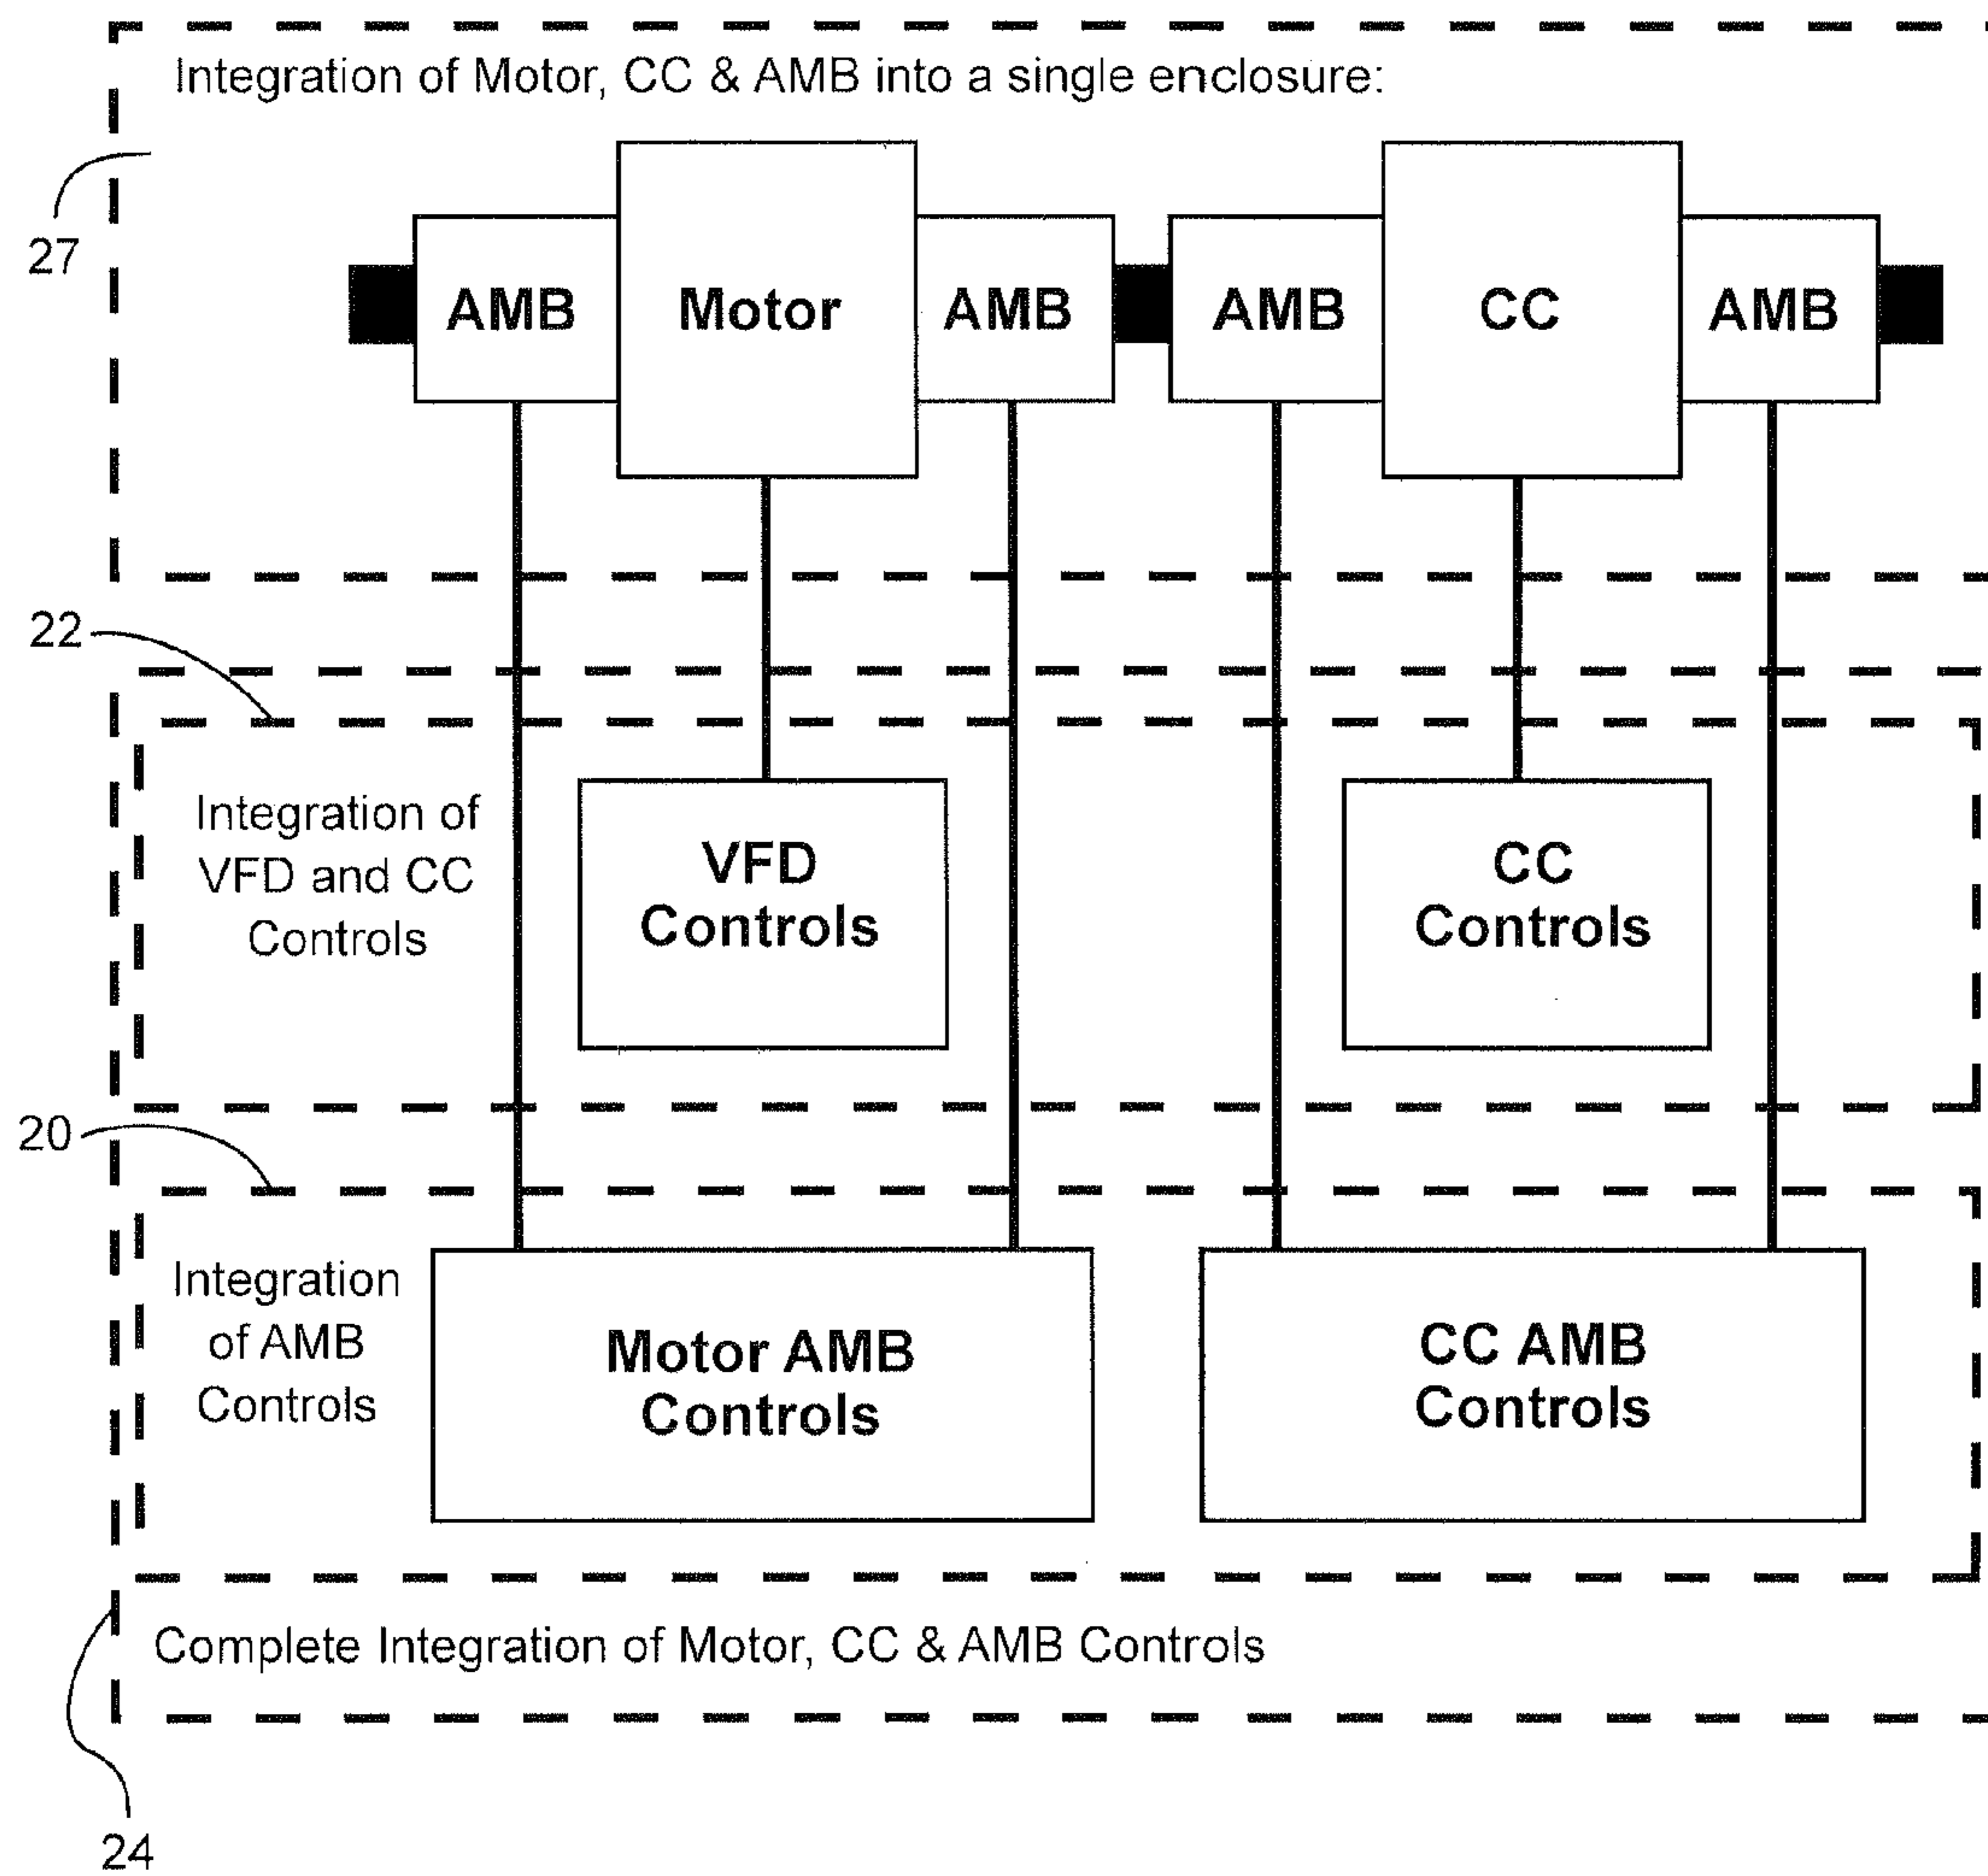 Integration of Motor, CC & AMB into a single enclosure:
27
AMB
Motor
AMB
AMB
CC
AMB
22
Integration of
VFD and CC
Controls
VFD
Controls
CC
Controls
20
Integration
of AMB
Controls
Motor AMB
Controls
CC AMB
Controls
Complete Integration of Motor, CC & AMB Controls
24